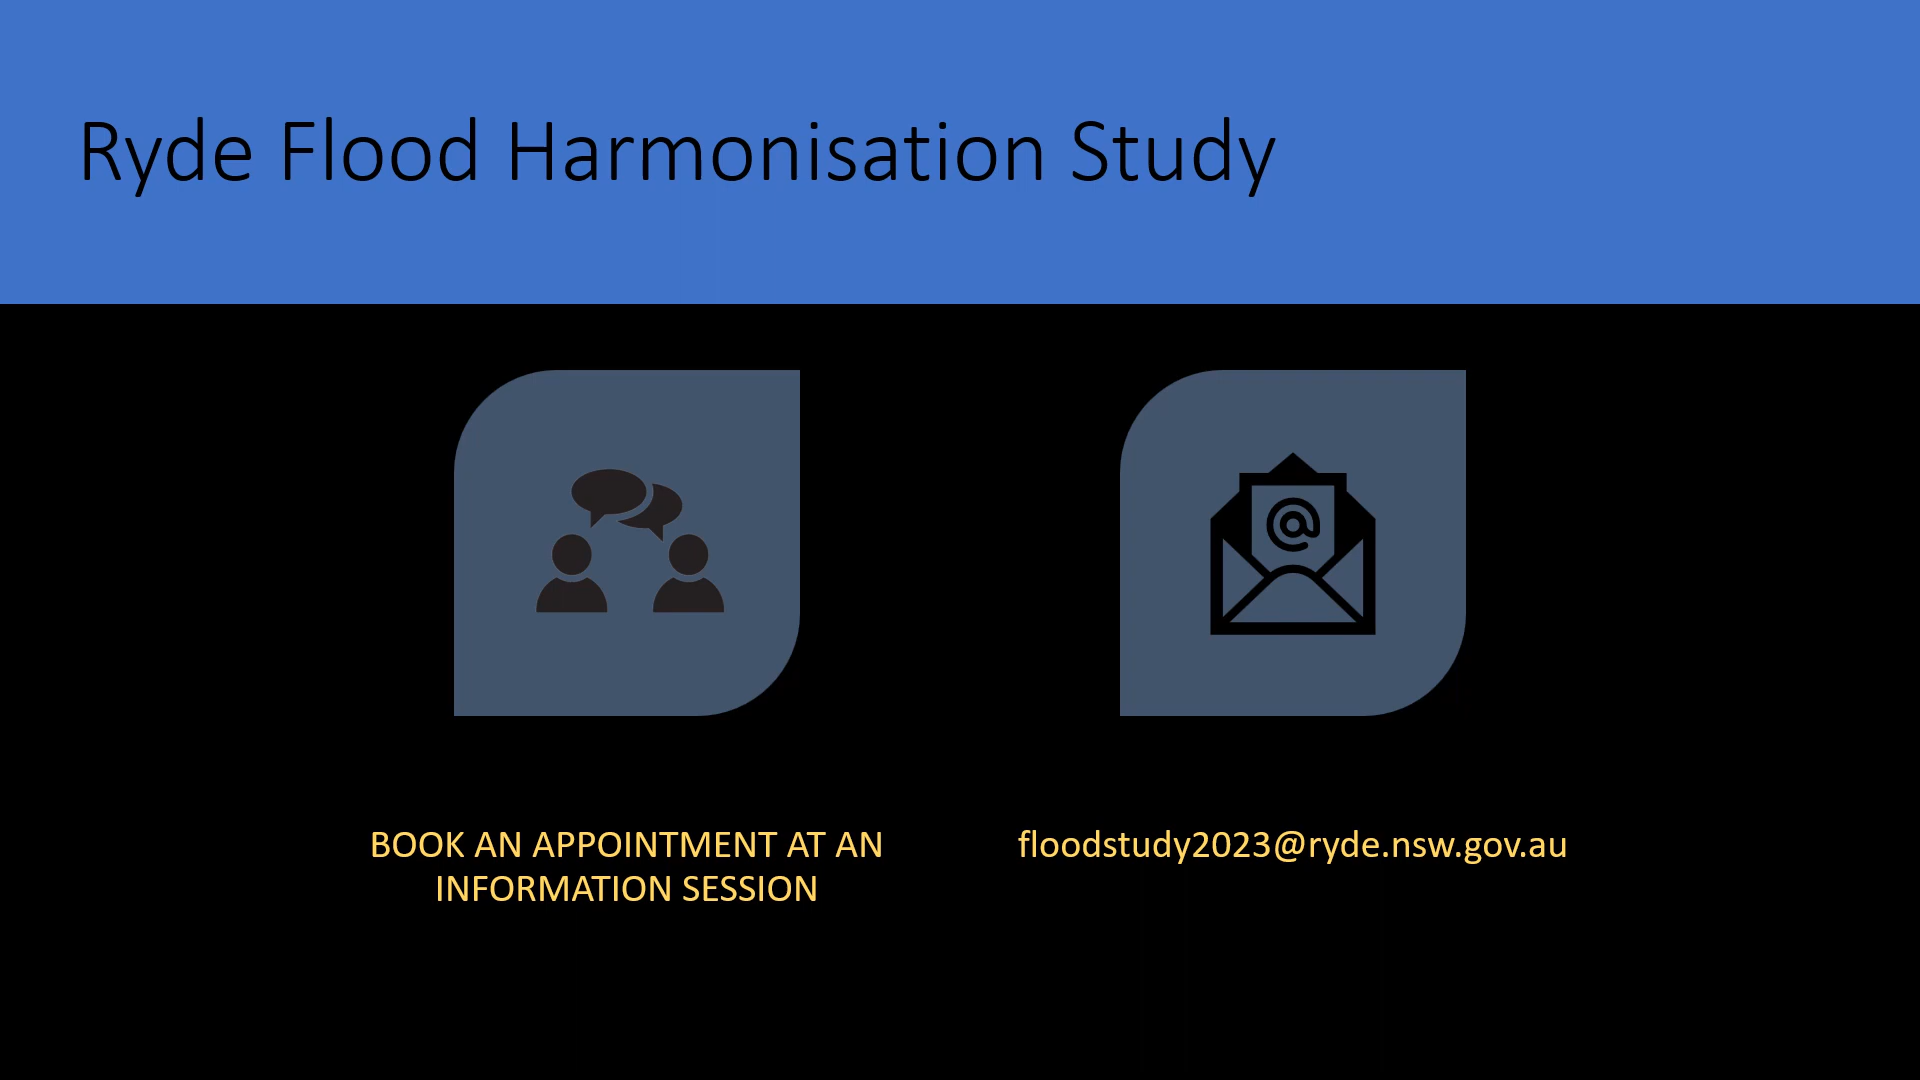 Ryde Flood Harmonisation Study
BOOK AN APPOINTMENT AT AN
INFORMATION SESSION
floodstudy2023@ryde.nsw.gov.au